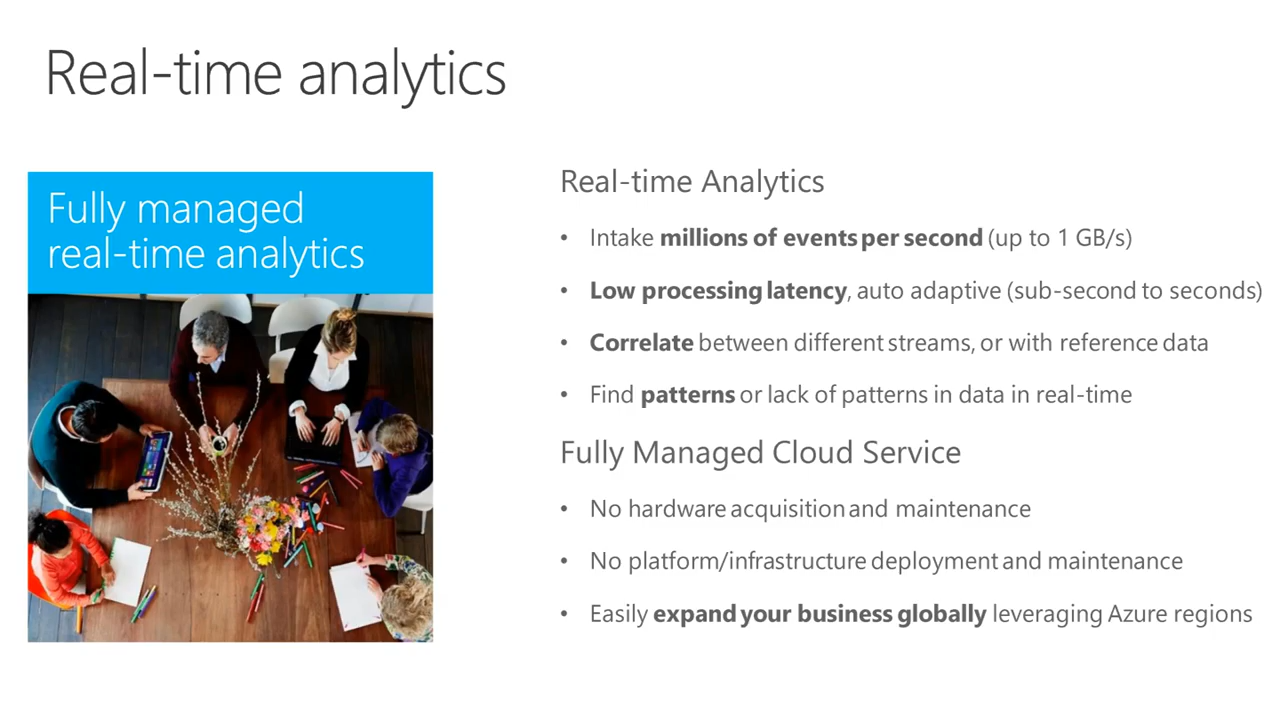 Real-time analytics
Fully managed
real-time analytics
Real-time Analytics
• Intake millions of events per second (up to 1 GB/s)
• Low processing latency, auto adaptive (sub-second to seconds)
• Correlate between different streams, or with reference data
• Find patterns or lack of patterns in data in real-time
Fully Managed Cloud Service
• No hardware acquisition and maintenance
• No platform/infrastructure deployment and maintenance
• Easily expand your business globally leveraging Azure regions